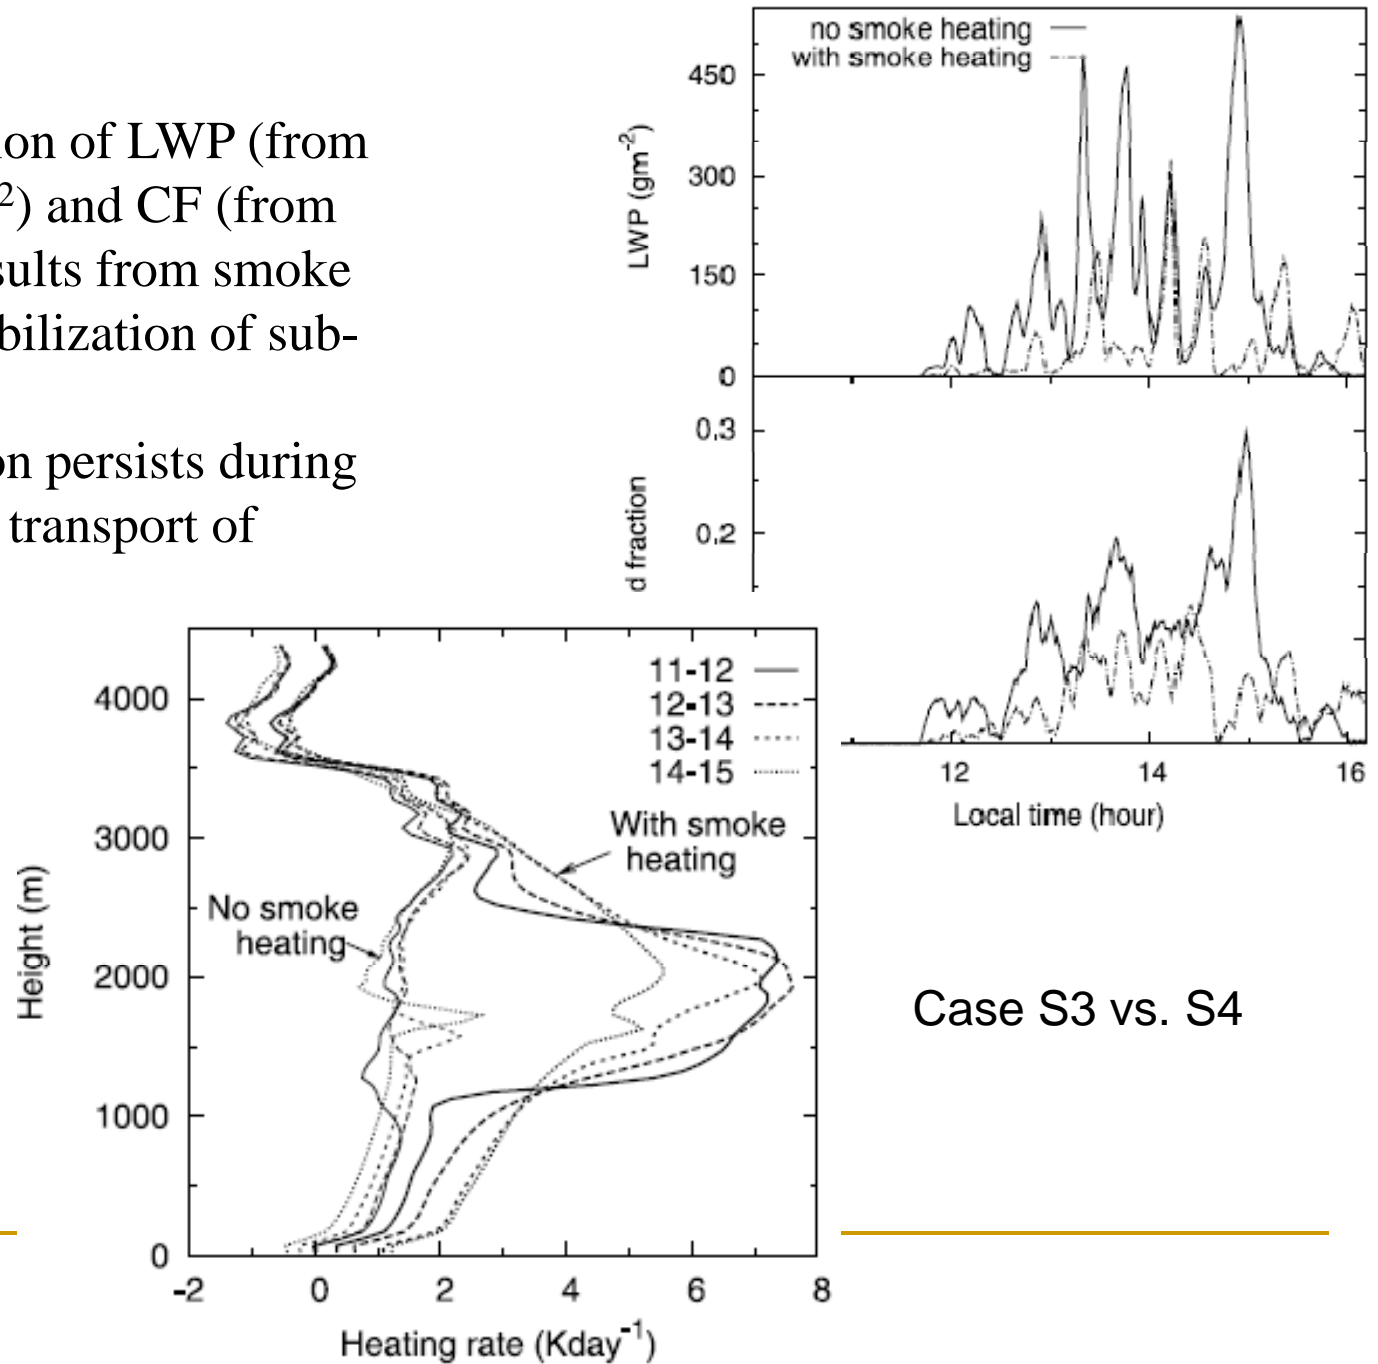 ion of LWP (from
²) and CF (from
sults from smoke
bilization of sub-
on persists during
transport of
no smoke heating
with smoke heating
450
300
150
0
LWP (gm⁻²)
0.3
0.2
d fraction
12 14 16
Local time (hour)
11-12
12-13
13-14
14-15
With smoke
heating
No smoke
heating
4000
3000
2000
1000
0
Height (m)
-2 0 2 4 6 8
Heating rate (Kday⁻¹)
Case S3 vs. S4